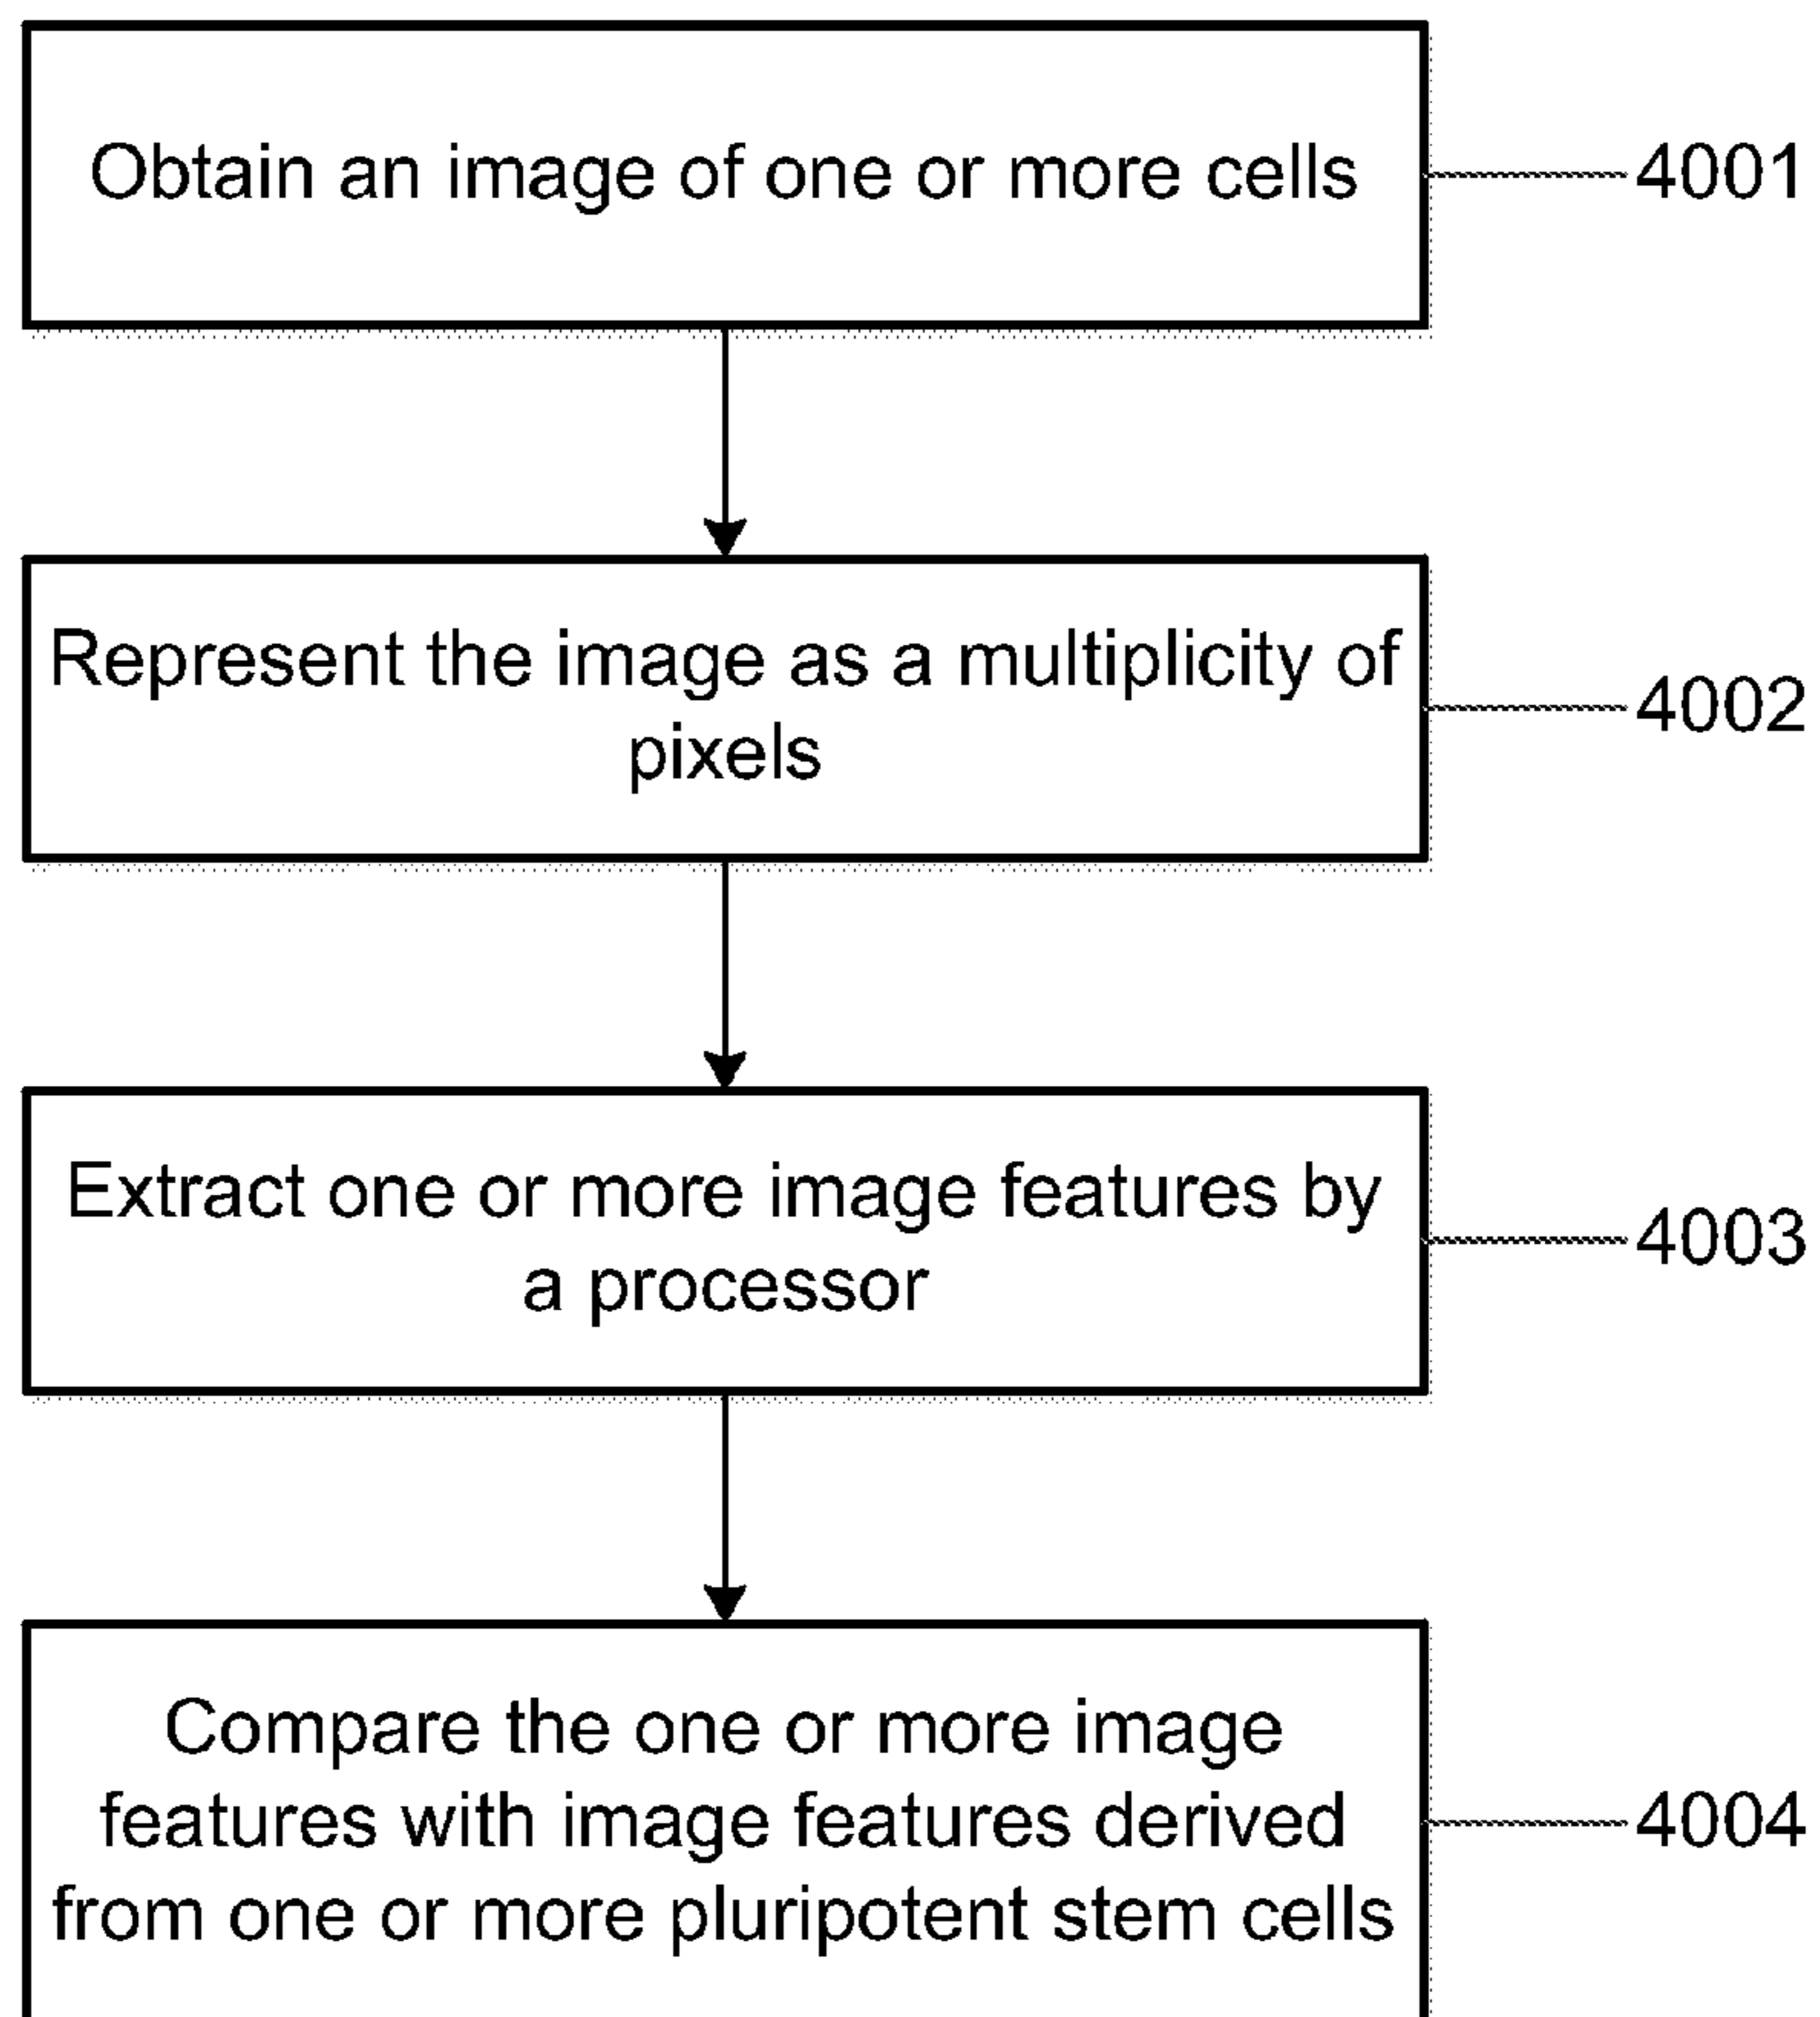 Obtain an image of one or more cells
4001
Represent the image as a multiplicity of
pixels
4002
Extract one or more image features by
a processor
4003
Compare the one or more image
features with image features derived
from one or more pluripotent stem cells
4004